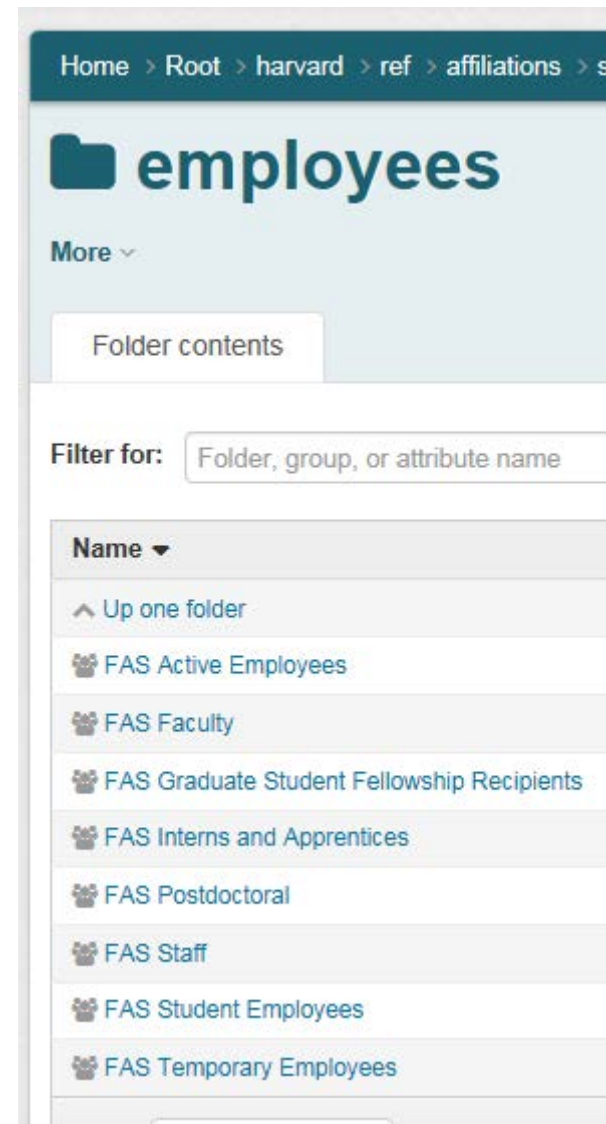 Home > Root > harvard > ref > affiliations > s
employees
More
Folder contents
Filter for: Folder, group, or attribute name
Name
Up one folder
FAS Active Employees
FAS Faculty
FAS Graduate Student Fellowship Recipients
FAS Interns and Apprentices
FAS Postdoctoral
FAS Staff
FAS Student Employees
FAS Temporary Employees